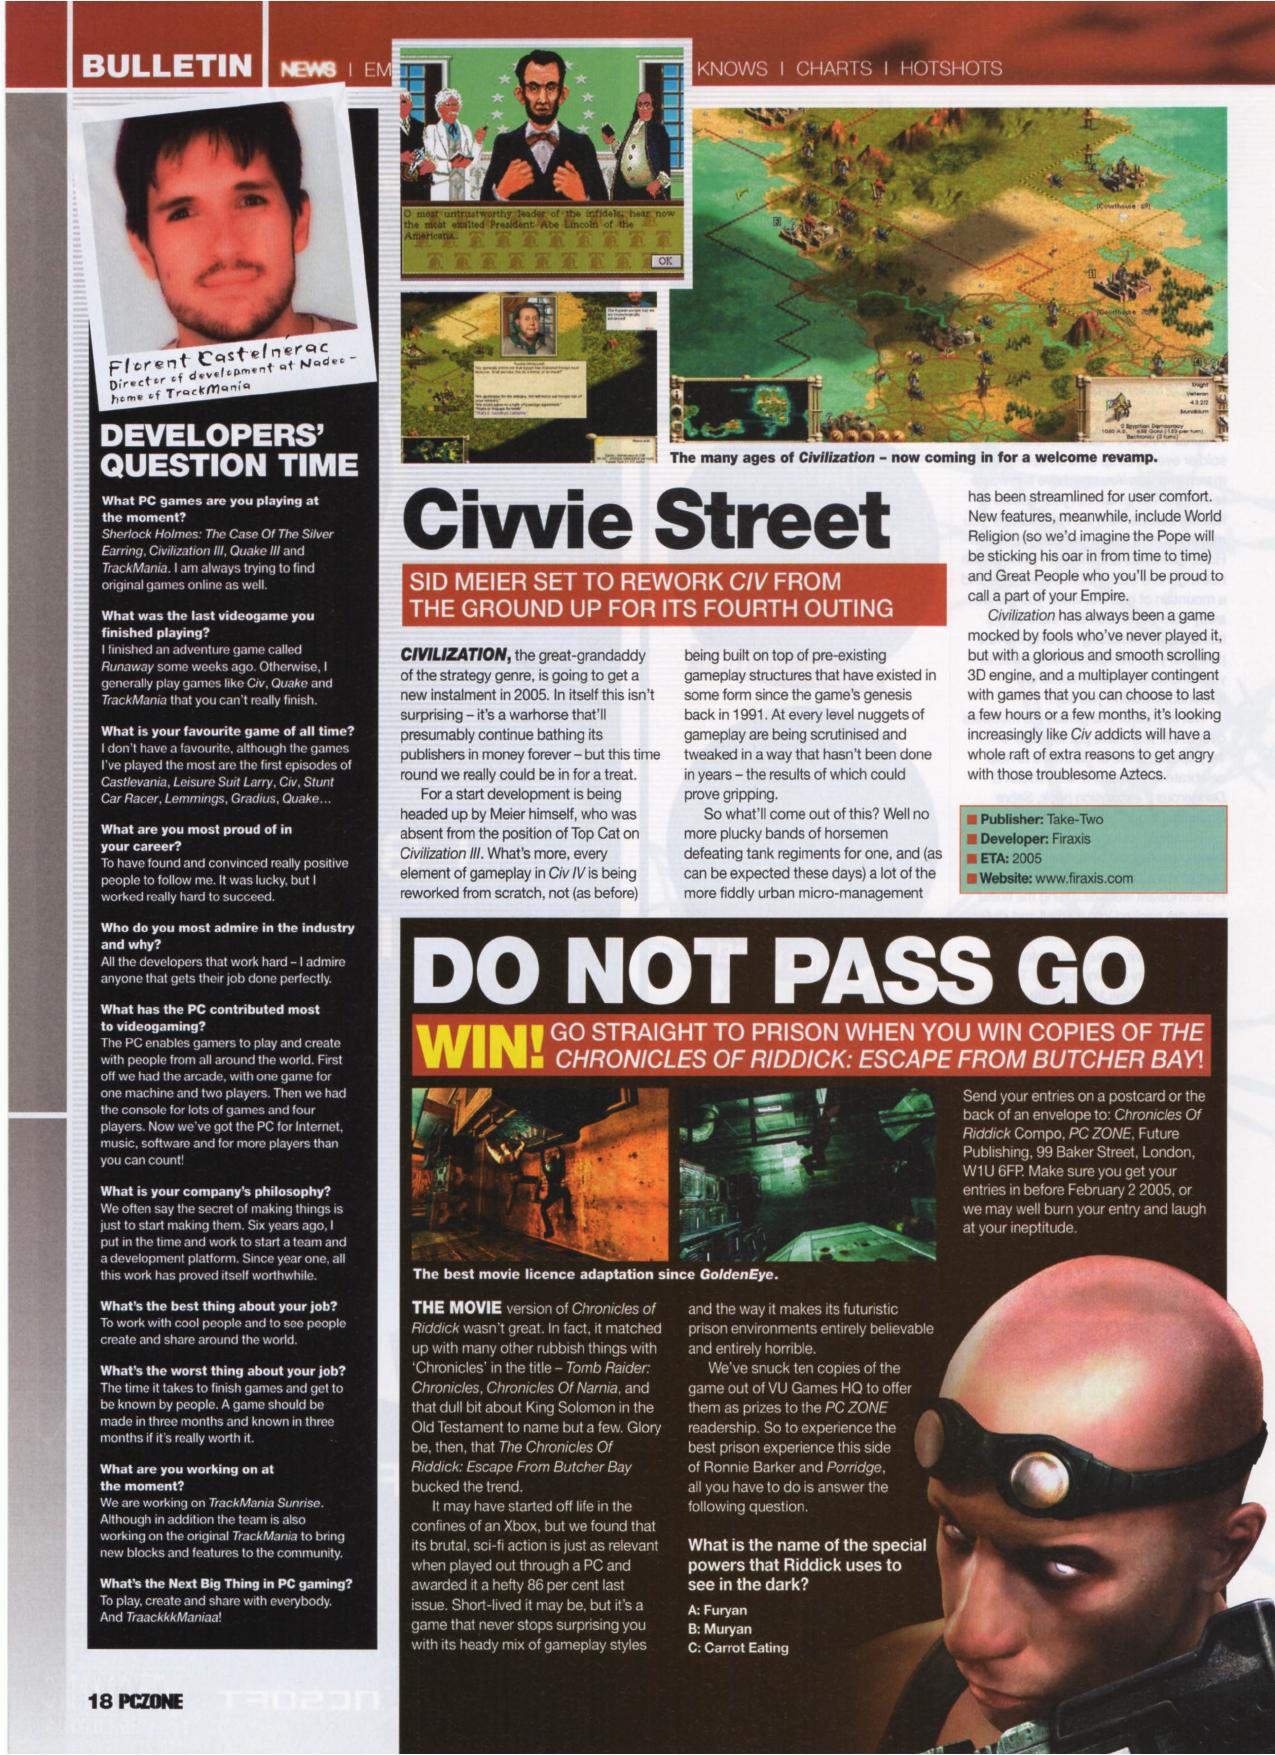 BULLETIN
NEWS | EM
KNOWS | CHARTS | HOTSHOTS
Florent Castelnérac
Director of development at Nadeo -
home of TrackMania
DEVELOPERS'
QUESTION TIME
What PC games are you playing at
the moment?
Sherlock Holmes: The Case Of The Silver
Earring, Civilization III, Quake III and
TrackMania. I am always trying to find
original games online as well.
What was the last videogame you
finished playing?
I finished an adventure game called
Runaway some weeks ago. Otherwise, I
generally play games like Civ, Quake and
TrackMania that you can't really finish.
What is your favourite game of all time?
I don't have a favourite, although the games
I've played the most are the first episodes of
Castlevania, Leisure Suit Larry, Civ, Stunt
Car Racer, Lemmings, Gradius, Quake...
What are you most proud of in
your career?
To have found and convinced really positive
people to follow me. It was lucky, but I
worked really hard to succeed.
Who do you most admire in the industry
and why?
All the developers that work hard – I admire
anyone that gets their job done perfectly.
What has the PC contributed most
to videogaming?
The PC enables gamers to play and create
with people from all around the world. First
off we had the arcade, with one game for
one machine and two players. Then we had
the console for lots of games and four
players. Now we've got the PC for Internet,
music, software and for more players than
you can count!
What is your company's philosophy?
We often say the secret of making things is
just to start making them. Six years ago, I
put in the time and work to start a team and
a development platform. Since year one, all
this work has proved itself worthwhile.
What's the best thing about your job?
To work with cool people and to see people
create and share around the world.
What's the worst thing about your job?
The time it takes to finish games and get to
be known by people. A game should be
made in three months and known in three
months if it's really worth it.
What are you working on at
the moment?
We are working on TrackMania Sunrise.
Although in addition the team is also
working on the original TrackMania to bring
new blocks and features to the community.
What's the Next Big Thing in PC gaming?
To play, create and share with everybody.
And TraackkkManiaa!
O most untrustworthy leader of the infidels, hear now
the most exalted President Abe Lincoln of the
Americans..
OK
(Courthouse
(Courthouse
Knight
Veteran
4.3.2/2
Egyptian Democracy
The many ages of Civilization – now coming in for a welcome revamp.
Civvie Street
SID MEIER SET TO REWORK CIV FROM
THE GROUND UP FOR ITS FOURTH OUTING
CIVILIZATION, the great-grandaddy
of the strategy genre, is going to get a
new instalment in 2005. In itself this isn't
surprising – it's a warhorse that'll
presumably continue bathing its
publishers in money forever – but this time
round we really could be in for a treat.
For a start development is being
headed up by Meier himself, who was
absent from the position of Top Cat on
Civilization III. What's more, every
element of gameplay in Civ IV is being
reworked from scratch, not (as before)
being built on top of pre-existing
gameplay structures that have existed in
some form since the game's genesis
back in 1991. At every level nuggets of
gameplay are being scrutinised and
tweaked in a way that hasn't been done
in years – the results of which could
prove gripping.
So what'll come out of this? Well no
more plucky bands of horsemen
defeating tank regiments for one, and (as
can be expected these days) a lot of the
more fiddly urban micro-management
has been streamlined for user comfort.
New features, meanwhile, include World
Religion (so we'd imagine the Pope will
be sticking his oar in from time to time)
and Great People who you'll be proud to
call a part of your Empire.
Civilization has always been a game
mocked by fools who've never played it,
but with a glorious and smooth scrolling
3D engine, and a multiplayer contingent
with games that you can choose to last
a few hours or a few months, it's looking
increasingly like Civ addicts will have a
whole raft of extra reasons to get angry
with those troublesome Aztecs.
Publisher: Take-Two
Developer: Firaxis
ETA: 2005
Website: www.firaxis.com
DO NOT PASS GO
WIN! GO STRAIGHT TO PRISON WHEN YOU WIN COPIES OF THE
CHRONICLES OF RIDDICK: ESCAPE FROM BUTCHER BAY!
The best movie licence adaptation since GoldenEye.
THE MOVIE version of Chronicles of
Riddick wasn't great. In fact, it matched
up with many other rubbish things with
'Chronicles' in the title – Tomb Raider:
Chronicles, Chronicles Of Narnia, and
that dull bit about King Solomon in the
Old Testament to name but a few. Glory
be, then, that The Chronicles Of
Riddick: Escape From Butcher Bay
bucked the trend.
It may have started off life in the
confines of an Xbox, but we found that
its brutal, sci-fi action is just as relevant
when played out through a PC and
awarded it a hefty 86 per cent last
issue. Short-lived it may be, but it's a
game that never stops surprising you
with its heady mix of gameplay styles
and the way it makes its futuristic
prison environments entirely believable
and entirely horrible.
We've snuck ten copies of the
game out of VU Games HQ to offer
them as prizes to the PC ZONE
readership. So to experience the
best prison experience this side
of Ronnie Barker and Porridge,
all you have to do is answer the
following question.
What is the name of the special
powers that Riddick uses to
see in the dark?
A: Furyan
B: Muryan
C: Carrot Eating
Send your entries on a postcard or the
back of an envelope to: Chronicles Of
Riddick Compo, PC ZONE, Future
Publishing, 99 Baker Street, London,
W1U 6FP. Make sure you get your
entries in before February 2 2005, or
we may well burn your entry and laugh
at your ineptitude.
18 PCZONE